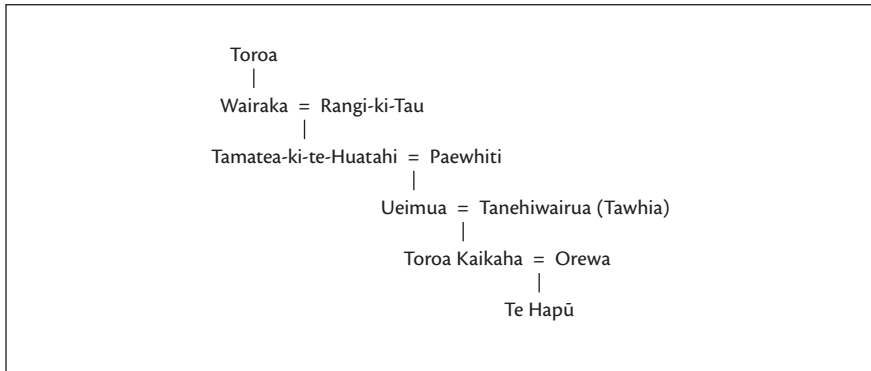 Toroa
Wairaka = Rangi-ki-Tau
Tamatea-ki-te-Huatahi = Paewhiti
Ueimua = Tanehiwairua (Tawhia)
Toroa Kaikaha = Orewa
Te Hapū